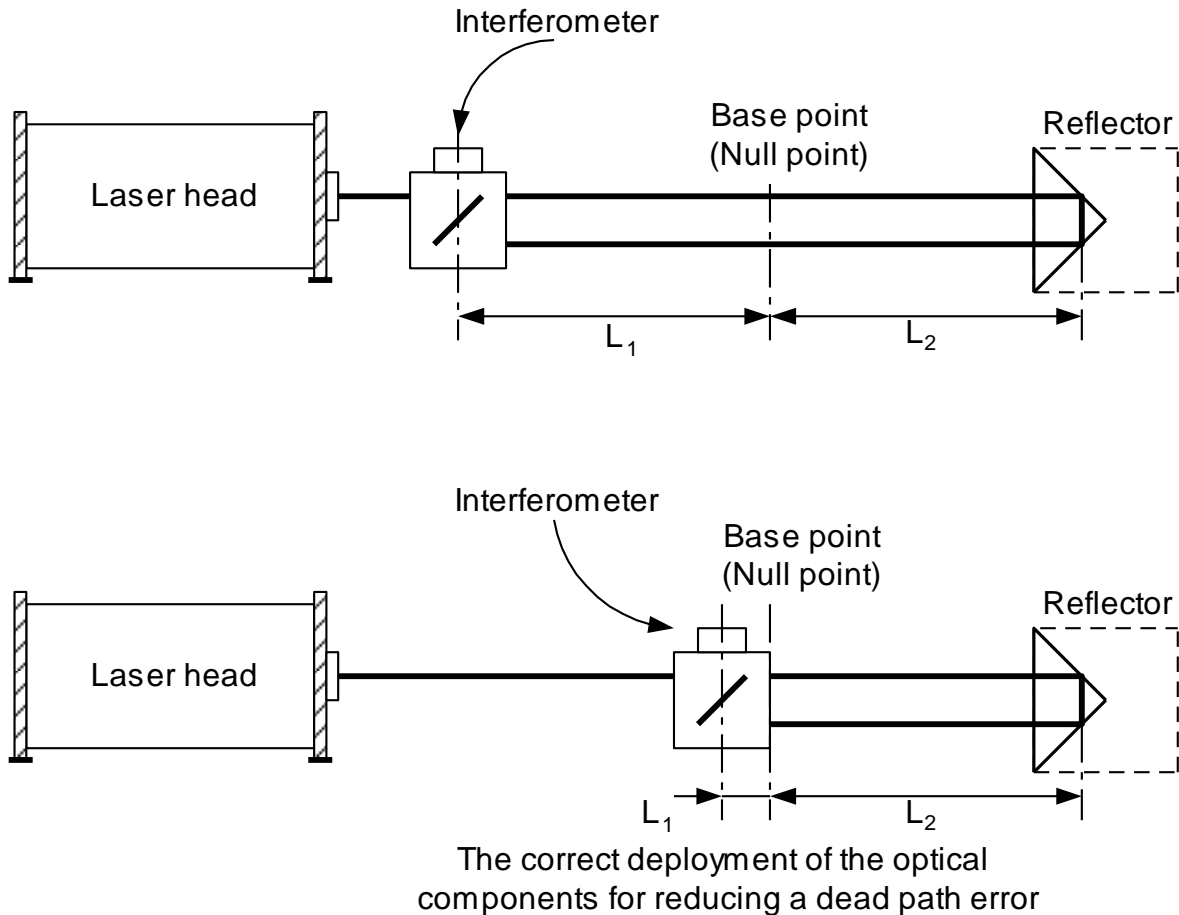 Interferometer
Base point
(Null point)
Reflector
Laser head
L₁
L₂
Interferometer
Base point
(Null point)
Reflector
Laser head
L₁
L₂
The correct deployment of the optical
components for reducing a dead path error